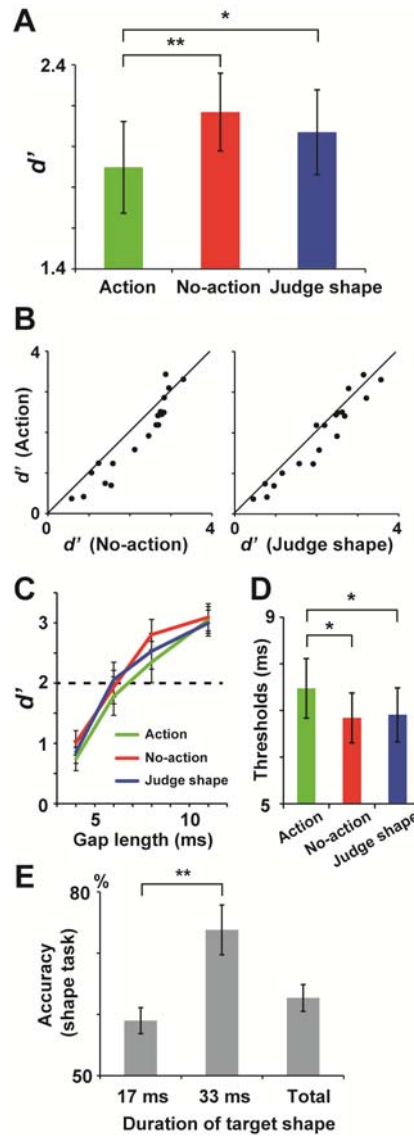 A
*
**
2.4
d'
1.4
Action
No-action
Judge shape
B
4
d' (Action)
0
0
4
d' (No-action)
0
4
d' (Judge shape)
C
3
d'
2
1
0
Action
No-action
Judge shape
5
10
Gap length (ms)
D
*
*
9
Thresholds (ms)
5
Action
No-action
Judge shape
E
%
80
**
Accuracy
(shape task)
50
17 ms
33 ms
Total
Duration of target shape